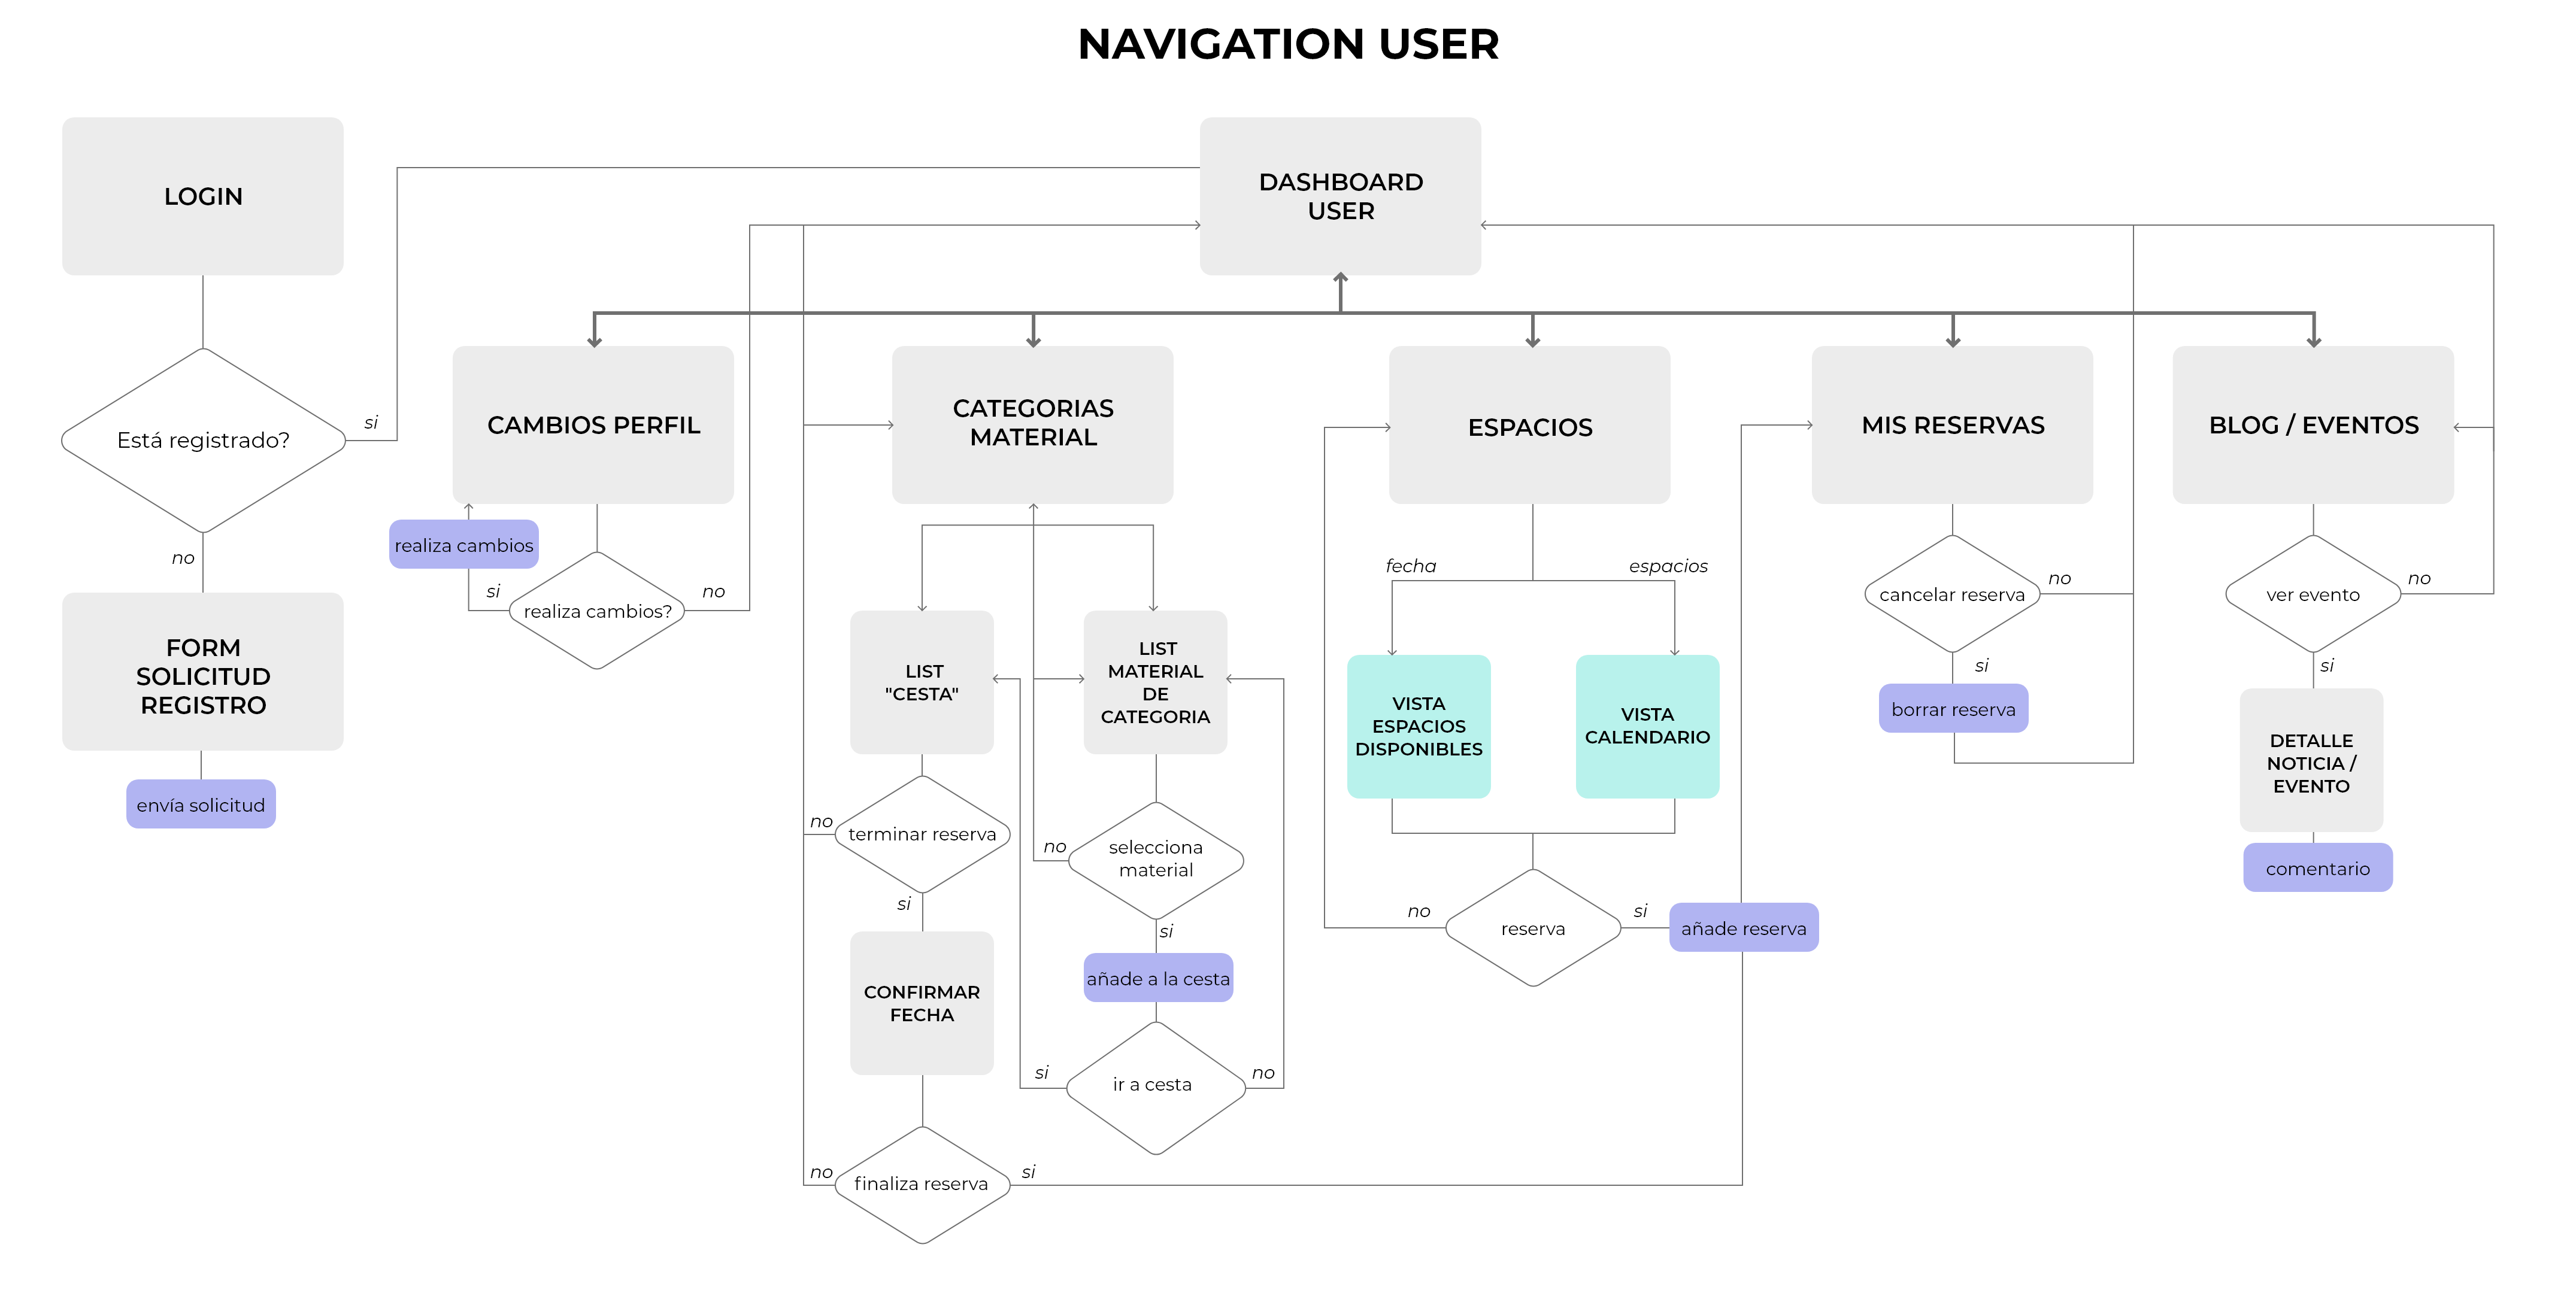 NAVIGATION USER
LOGIN
DASHBOARD
USER
Está registrado?
si
no
FORM
SOLICITUD
REGISTRO
envía solicitud
CAMBIOS PERFIL
realiza cambios
si
realiza cambios?
no
CATEGORIAS
MATERIAL
LIST
"CESTA"
LIST
MATERIAL
DE
CATEGORIA
no
terminar reserva
si
CONFIRMAR
FECHA
no
finaliza reserva
si
no
selecciona
material
si
añade a la cesta
si
ir a cesta
no
ESPACIOS
fecha
espacios
VISTA
ESPACIOS
DISPONIBLES
VISTA
CALENDARIO
no
reserva
si
añade reserva
MIS RESERVAS
cancelar reserva
no
si
borrar reserva
BLOG / EVENTOS
ver evento
no
si
DETALLE
NOTICIA /
EVENTO
comentario